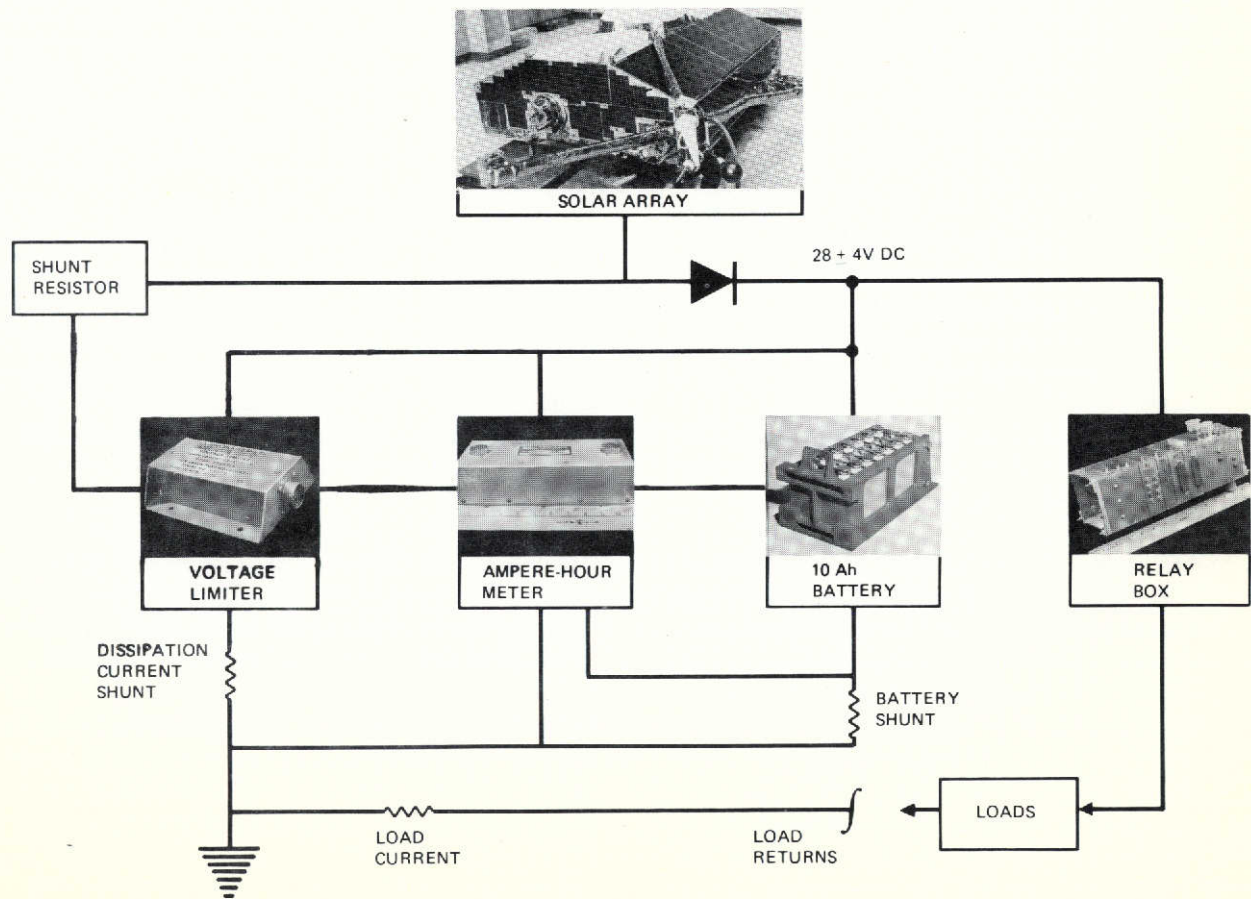 SOLAR ARRAY
SHUNT
RESISTOR
28 ± 4V DC
VOLTAGE
LIMITER
AMPERE-HOUR
METER
10 Ah
BATTERY
RELAY
BOX
DISSIPATION
CURRENT
SHUNT
BATTERY
SHUNT
LOADS
LOAD
CURRENT
LOAD
RETURNS